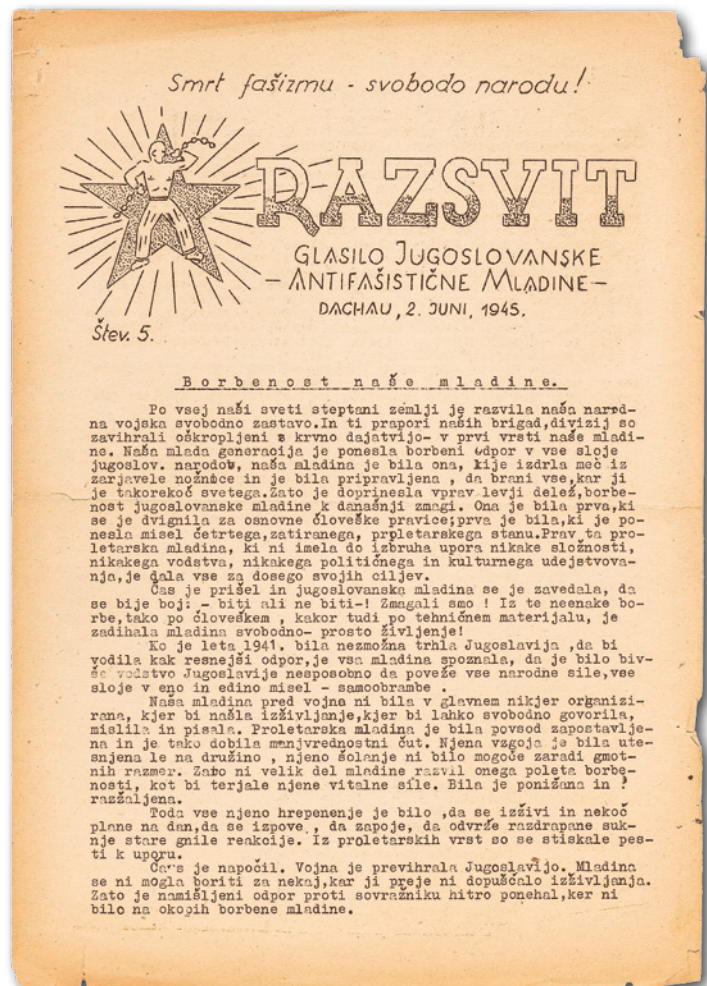 Smrt fašizmu - svobodo narodu!
RAZSVIT
GLASILO JUGOSLOVANSKE
- ANTIFAŠISTIČNE MLADINE -
DACHAU, 2. JUNI, 1945.
Štev. 5.
Borbenost naše mladine.
Po vsej naši sveti steptani zemlji je razvila naša narod-
na vojska svobodno zastavo.In ti prapori naših brigad,divizij so
zavihrali oškropljeni s krvno dajatvijo- v prvi vrsti naše mladi-
ne. Naša mlada generacija je ponesla borbeni odpor v vse sloje
jugoslov. narodov, naša mladina je bila ona, kije izdrla meč iz
zarjavele nožnice in je bila pripravljena , da brani vse,kar ji
je takorekoč svetega.Zato je doprinesla vprav levji delež,borbe-
nost jugoslovanske mladine k današnji zmagi. Ona je bila prva,ki
se je dvignila za osnovne človeške pravice;prva je bila,ki je po-
nesla misel četrtega,zatiranega, prpletarskega stanu.Prav ta pro-
letarska mladina, ki ni imela do izbruha upora nikake složnosti,
nikakega vodstva, nikakega političnega in kulturnega udejstvova-
nja,je dala vse za dosego svojih ciljev.
Čas je prišel in jugoslovanska mladina se je zavedala, da
se bije boj: - biti ali ne biti-! Zmagali smo ! Iz te neenake bo-
rbe,tako po človeškem , kakor tudi po tehničnem materijalu, je
zadihala mladina svobodno- prosto življenje!
Ko je leta 1941. bila nezmožna trhla Jugoslavija ,da bi
vodila kak resnejši odpor,je vsa mladina spoznala, da je bilo biv-
še vodstvo Jugoslavije nesposobno da poveže vse narodne sile,vse
sloje v eno in edino misel - samoobrambe .
Naša mladina pred vojno ni bila v glavnem nikjer organizi-
rana, kjer bi našla izživljanje,kjer bi lahko svobodno govorila,
mislila in pisala. Proletarska mladina je bila povsod zapostavlje-
na in je tako dobila manjvrednostni čut. Njena vzgoja je bila ute-
snjena le na družino , njeno šolanje ni bilo mogoče zaradi gmot-
nih razmer. Zato ni velik del mladine razvil onega poleta borbe-
nosti, kot bi terjale njene vitalne sile. Bila je ponižana in ?
razžaljena.
Toda vse njeno hrepenenje je bilo ,da se izživi in nekoč
plane na dan,da se izpove , da zapoje, da odvrže razdrapane suk-
nje stare gnile reakcije. Iz proletarskih vrst so se stiskale pes-
ti k uporu.
Čas je napočil. Vojna je previhrala Jugoslavijo. Mladina
se ni mogla boriti za nekaj,kar ji preje ni dopuščalo izživljanja.
Zato je namišljeni odpor proti sovražniku hitro ponehal,ker ni
bilo na okopih borbene mladine.